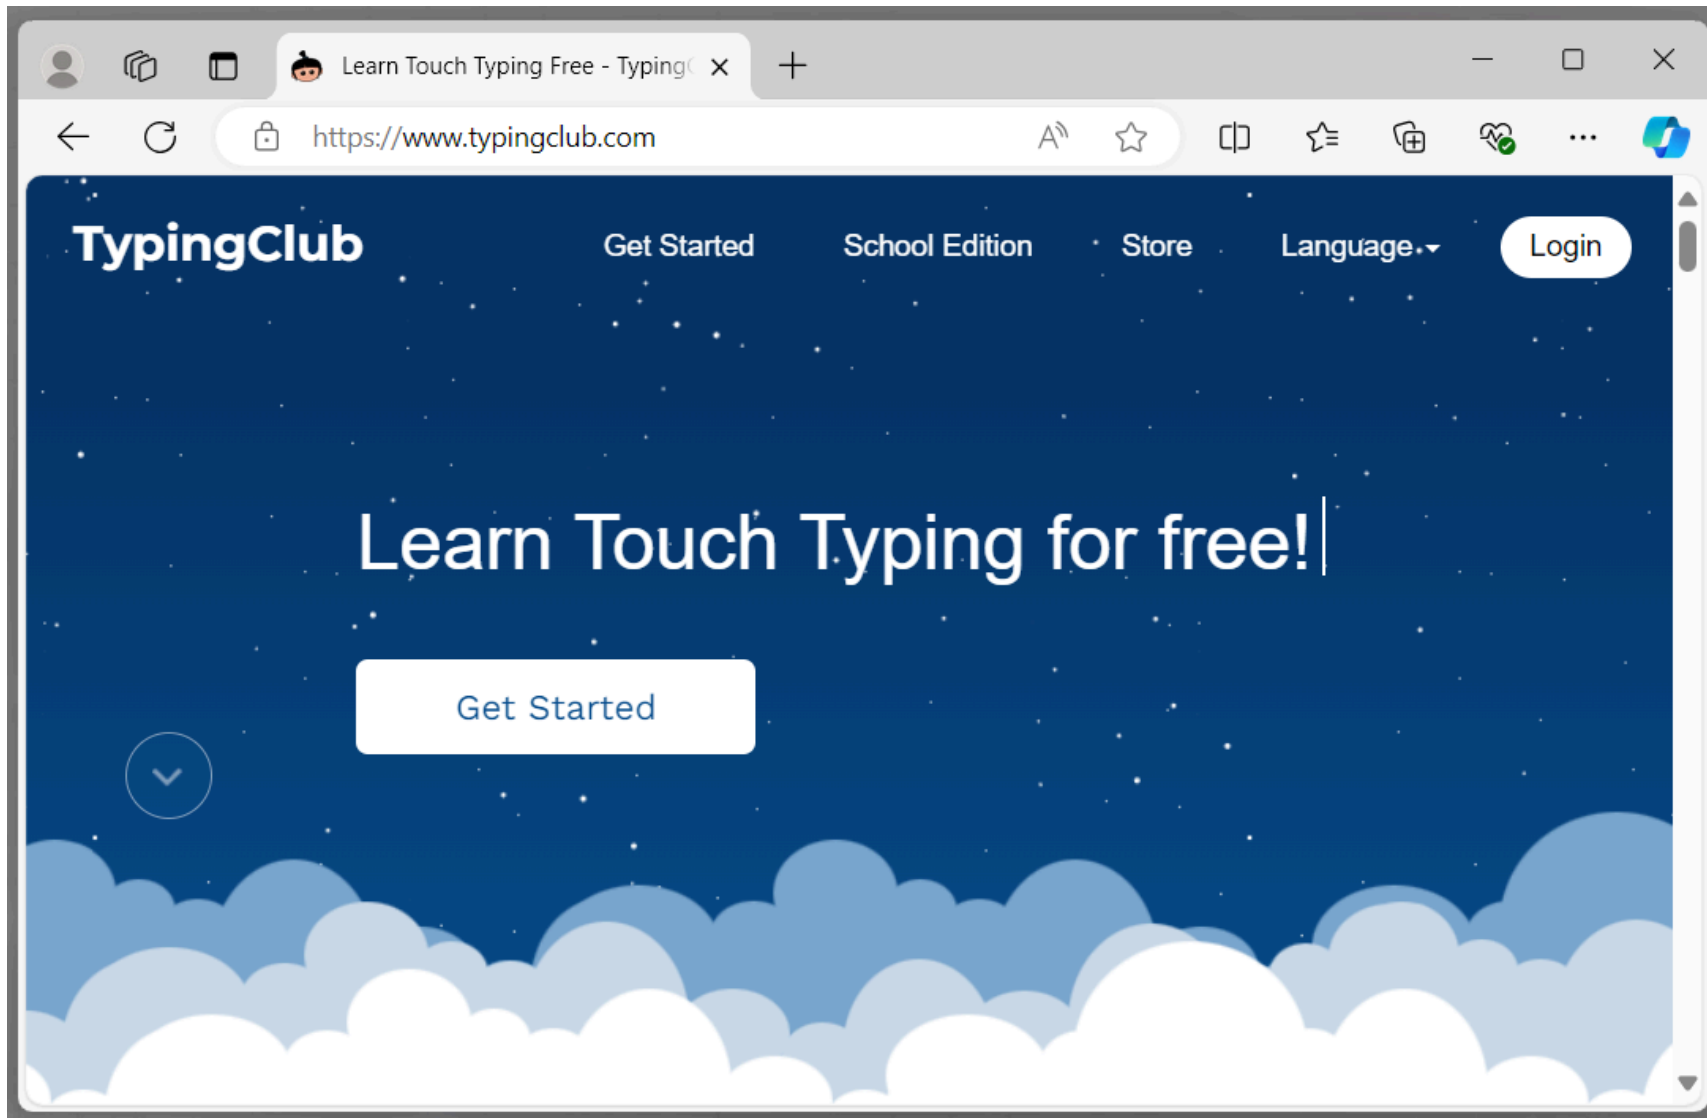 Learn Touch Typing Free - Typing
https://www.typingclub.com
TypingClub Get Started School Edition Store Language Login
Learn Touch Typing for free!
Get Started